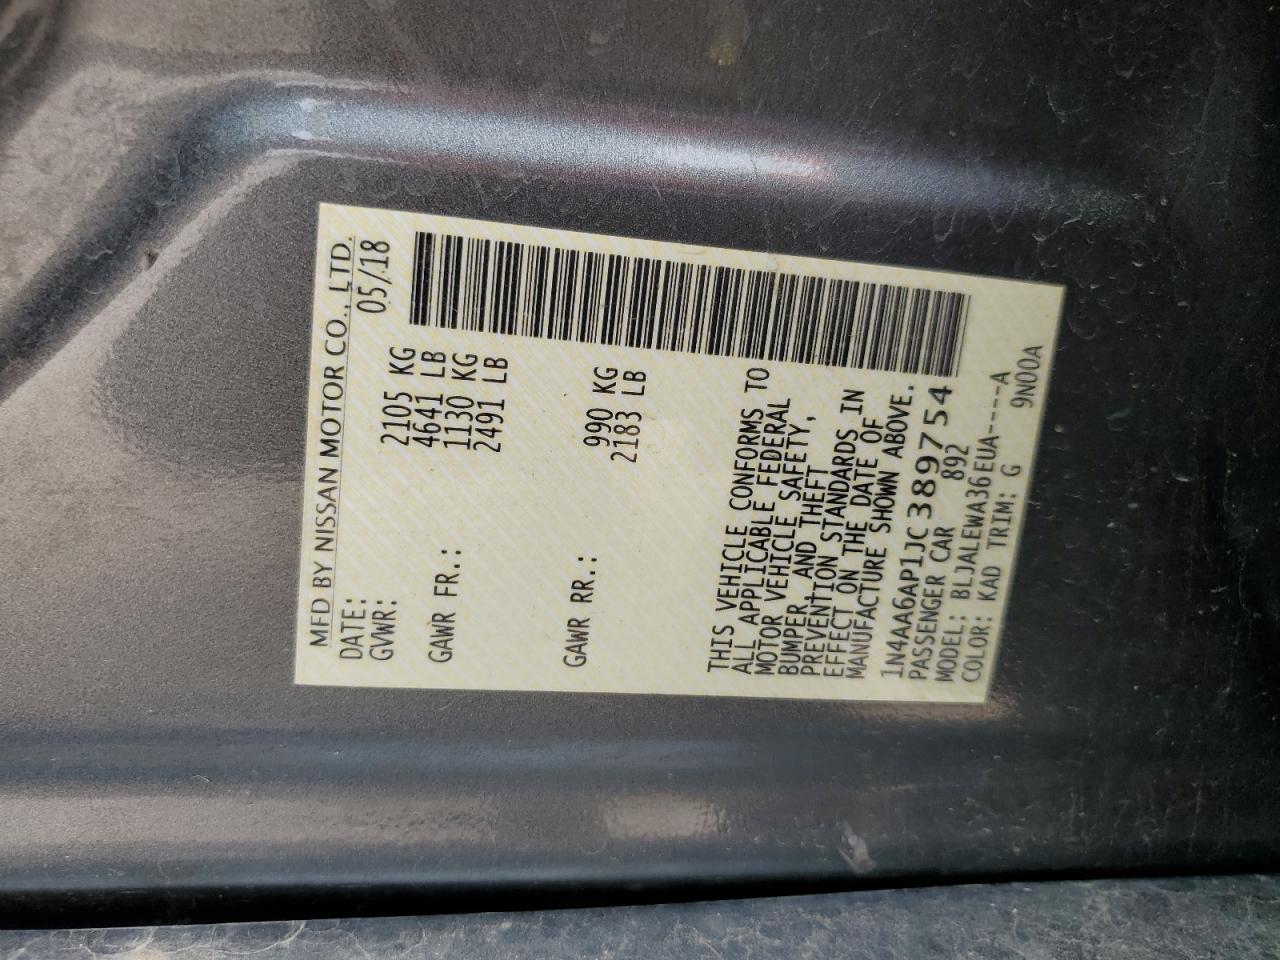 MFD BY NISSAN MOTOR CO., LTD.
DATE: 05/18
GVWR: 2105 KG
4641 LB
GAWR FR.: 1130 KG
2491 LB
GAWR RR.: 990 KG
2183 LB
THIS VEHICLE CONFORMS TO
ALL APPLICABLE FEDERAL
MOTOR VEHICLE SAFETY,
BUMPER, AND THEFT
PREVENTION STANDARDS IN
EFFECT ON THE DATE OF
MANUFACTURE SHOWN ABOVE.
1N4AA6AP1JC389754
PASSENGER CAR 892
MODEL: BLJALEWA36EUA----A
COLOR: KAD TRIM: G 9N00A